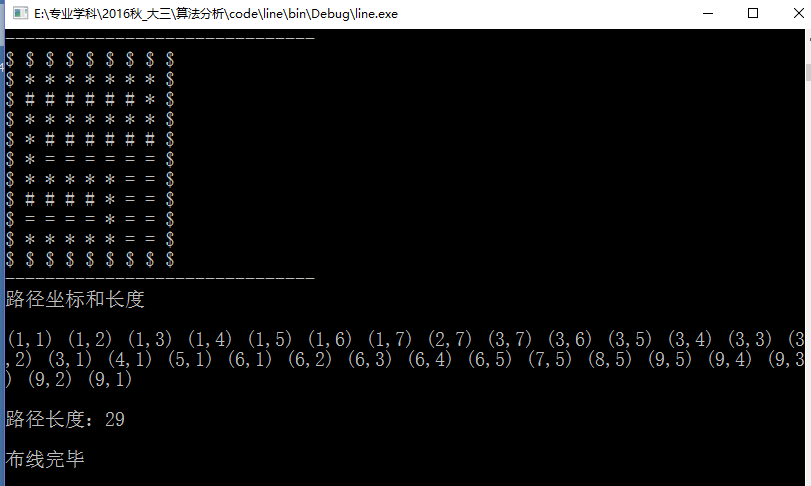 E:\专业学科\2016秋_大三\算法分析\code\line\bin\Debug\line.exe
-------------------------------
$ $ $ $ $ $ $ $ $
$ * * * * * * * $
$ # # # # # # * $
$ * * * * * * * $
$ * # # # # # # $
$ * = = = = = = $
$ * * * * * = = $
$ # # # # * = = $
$ = = = = * = = $
$ * * * * * = = $
$ $ $ $ $ $ $ $ $
-------------------------------
路径坐标和长度
(1,1) (1,2) (1,3) (1,4) (1,5) (1,6) (1,7) (2,7) (3,7) (3,6) (3,5) (3,4) (3,3) (3
,2) (3,1) (4,1) (5,1) (6,1) (6,2) (6,3) (6,4) (6,5) (7,5) (8,5) (9,5) (9,4) (9,3
) (9,2) (9,1)
路径长度：29
布线完毕